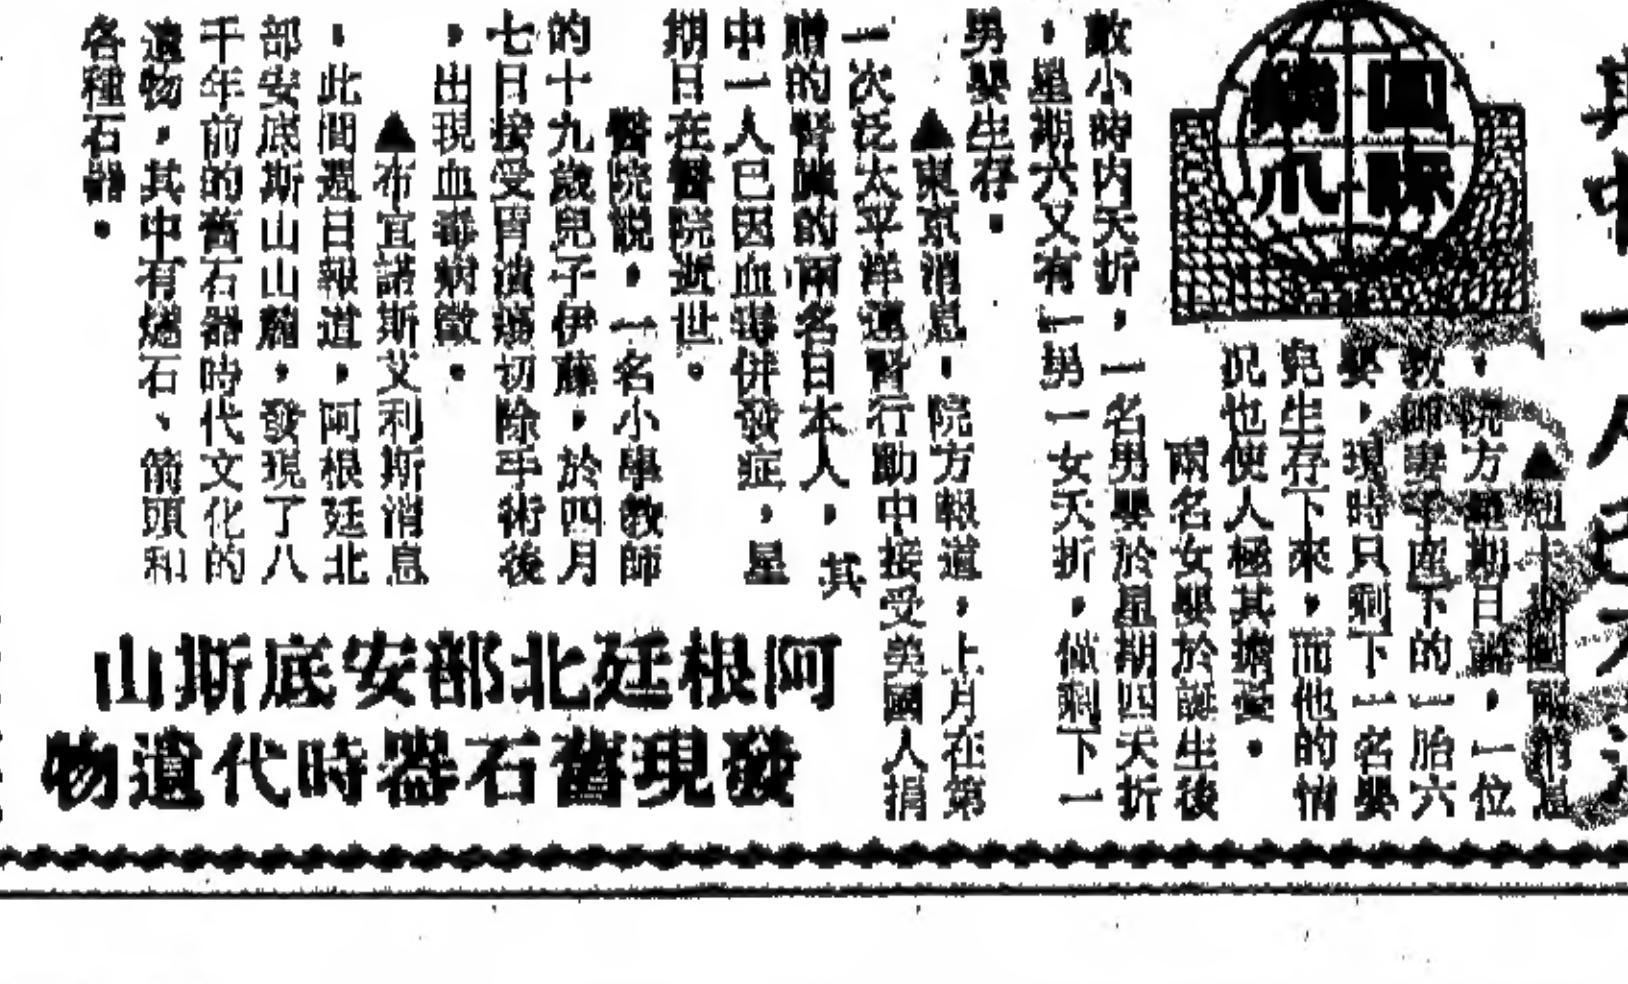 其中一人已
消息
，院方星期日說，一位
教師妻子產下的一胎六
嬰，現時只剩下一名嬰
兒生存下來，而他的情
況也使人極其擔憂。
兩名女嬰於誕生後
數小時內夭折，一名男嬰於星期四夭折
，星期六又有一男一女夭折，僅剩下一
男嬰生存。
▲東京消息，院方報道，上月在第
一次泛太平洋運腎行動中接受美國人捐
贈的腎臟的兩名日本人，其
中一人已因血毒併發症，星
期日在醫院逝世。
醫院說，一名小學教師
的十九歲兒子伊藤，於四月
七日接受胃潰瘍切除手術後
，出現血毒病徵。
阿根廷北部安底斯山
發現舊石器時代遺物
▲布宜諾斯艾利斯消息
，此間週日報道，阿根廷北
部安底斯山山麓，發現了八
千年前的舊石器時代文化的
遺物，其中有燧石、箭頭和
各種石器。